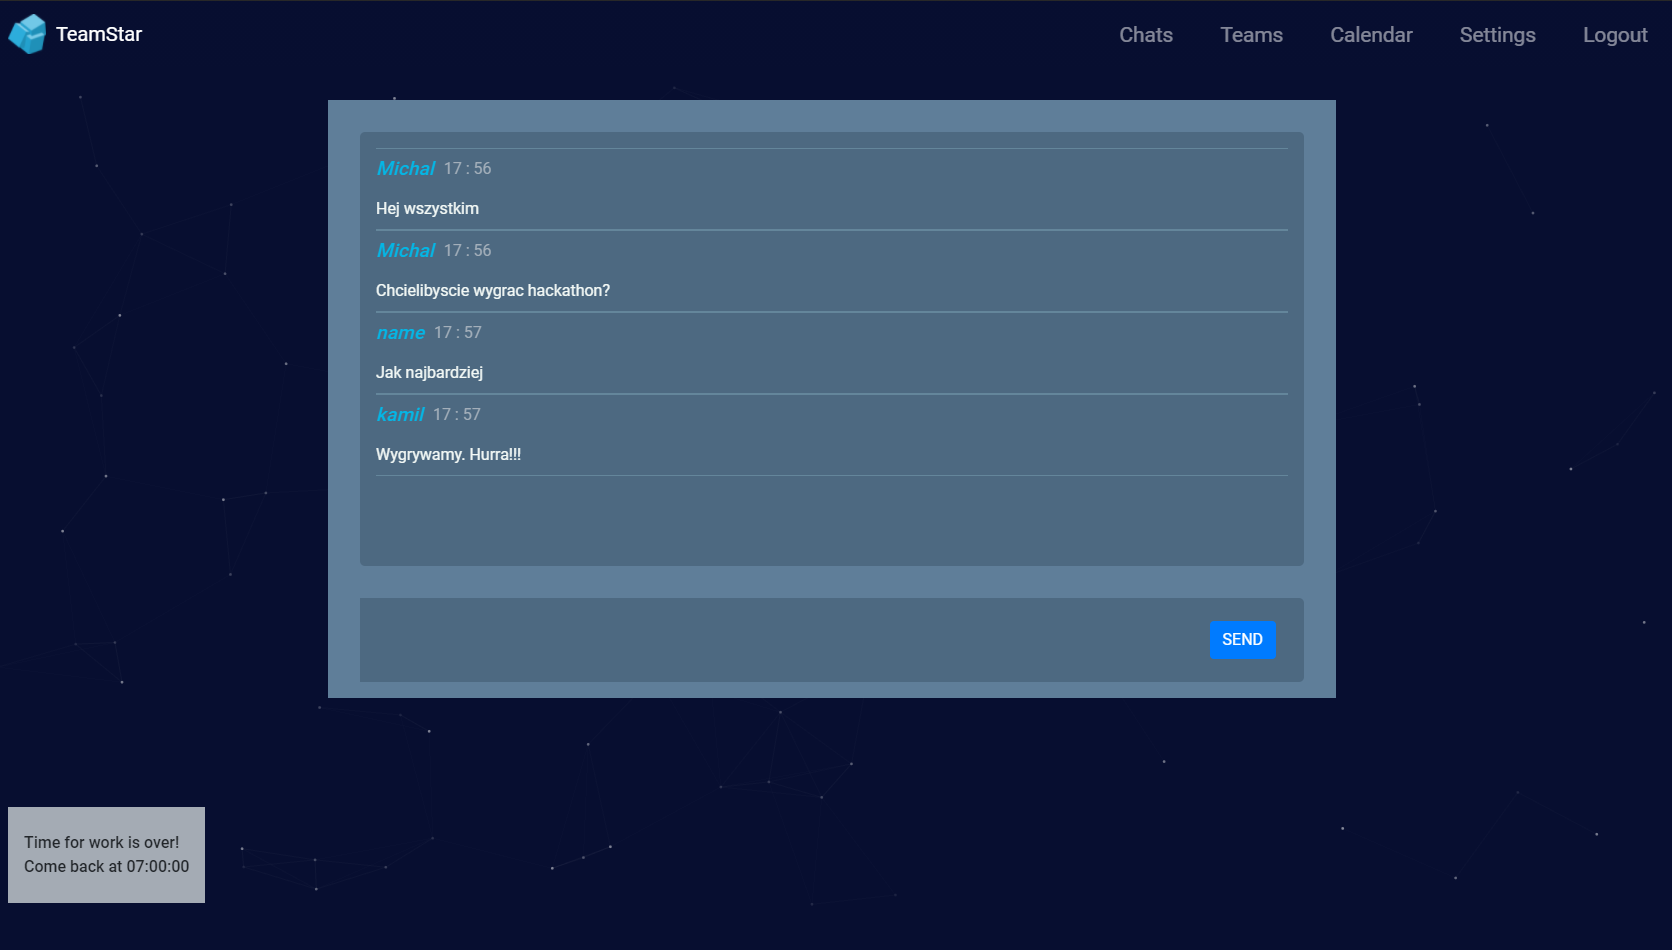 TeamStar
Chats Teams Calendar Settings Logout
Michal 17 : 56
Hej wszystkim
Michal 17 : 56
Chcielibyscie wygrac hackathon?
name 17 : 57
Jak najbardziej
kamil 17 : 57
Wygrywamy. Hurra!!!
SEND
Time for work is over!
Come back at 07:00:00